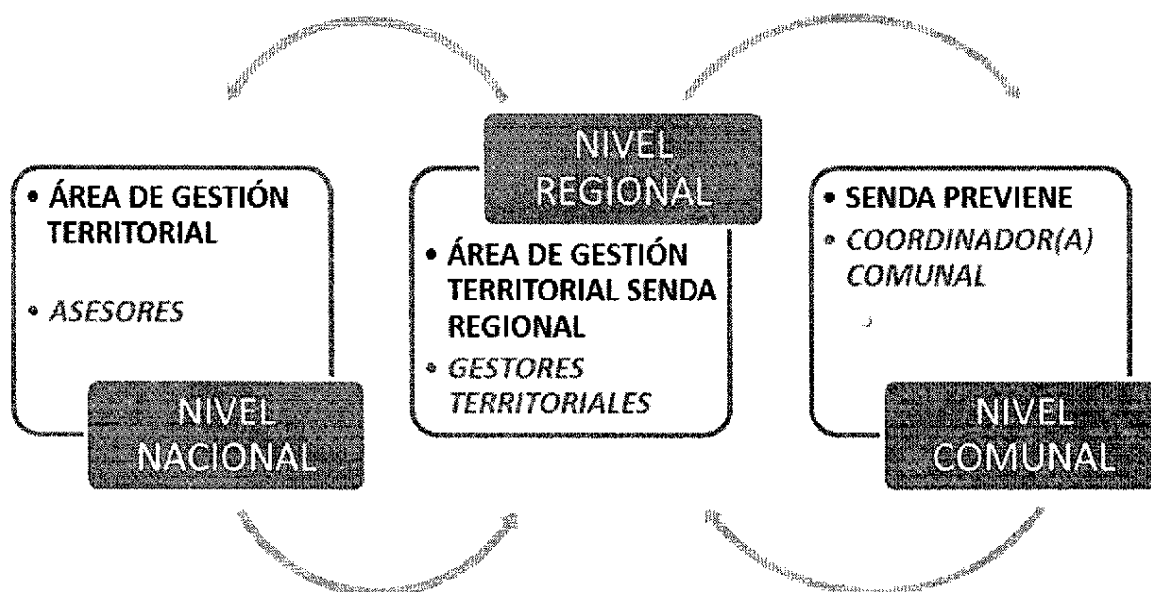 • ÁREA DE GESTIÓN
TERRITORIAL
• ASESORES
NIVEL
NACIONAL
NIVEL
REGIONAL
• ÁREA DE GESTIÓN
TERRITORIAL SENDA
REGIONAL
• GESTORES
TERRITORIALES
• SENDA PREVIENE
• COORDINADOR(A)
COMUNAL
NIVEL
COMUNAL